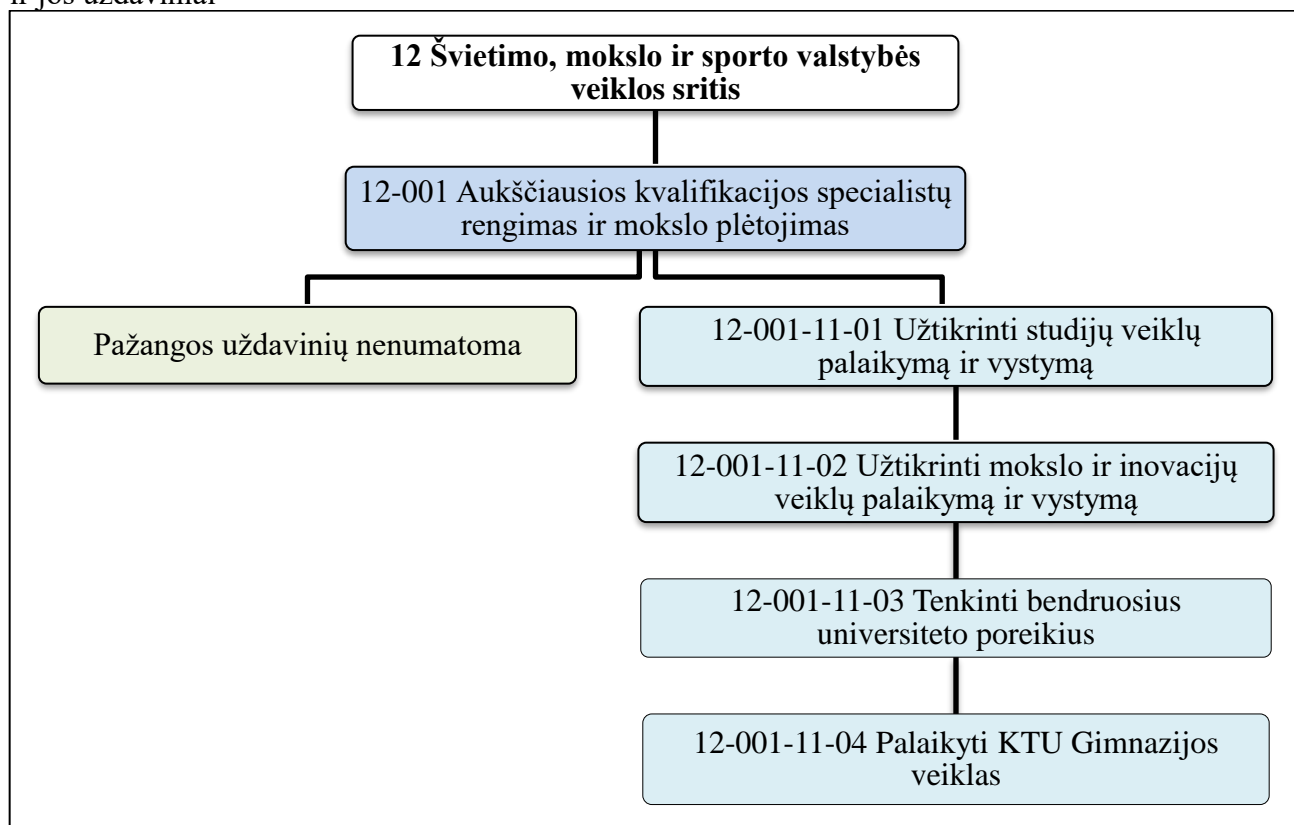 ir jos uždaviniai
12 Švietimo, mokslo ir sporto valstybės
veiklos sritis
12-001 Aukščiausios kvalifikacijos specialistų
rengimas ir mokslo plėtojimas
Pažangos uždavinių nenumatoma
12-001-11-01 Užtikrinti studijų veiklų
palaikymą ir vystymą
12-001-11-02 Užtikrinti mokslo ir inovacijų
veiklų palaikymą ir vystymą
12-001-11-03 Tenkinti bendruosius
universiteto poreikius
12-001-11-04 Palaikyti KTU Gimnazijos
veiklas